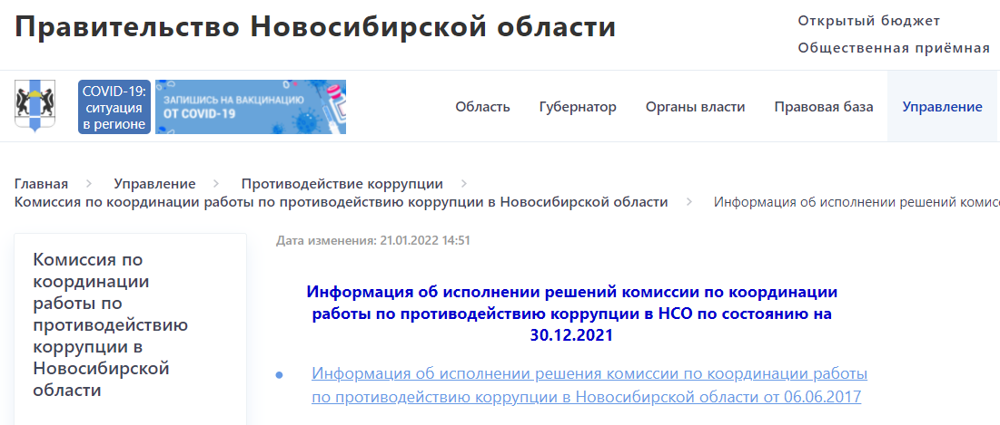 Правительство Новосибирской области
Открытый бюджет
Общественная приёмная
COVID-19:
ситуация
в регионе
ЗАПИШИСЬ НА ВАКЦИНАЦИЮ
ОТ COVID-19
Область
Губернатор
Органы власти
Правовая база
Управление
Главная
Управление
Противодействие коррупции
Комиссия по координации работы по противодействию коррупции в Новосибирской области
Информация об исполнении решений комисс
Комиссия по
координации
работы по
противодействию
коррупции в
Новосибирской
области
Дата изменения: 21.01.2022 14:51
Информация об исполнении решений комиссии по координации
работы по противодействию коррупции в НСО по состоянию на
30.12.2021
Информация об исполнении решения комиссии по координации работы
по противодействию коррупции в Новосибирской области от 06.06.2017